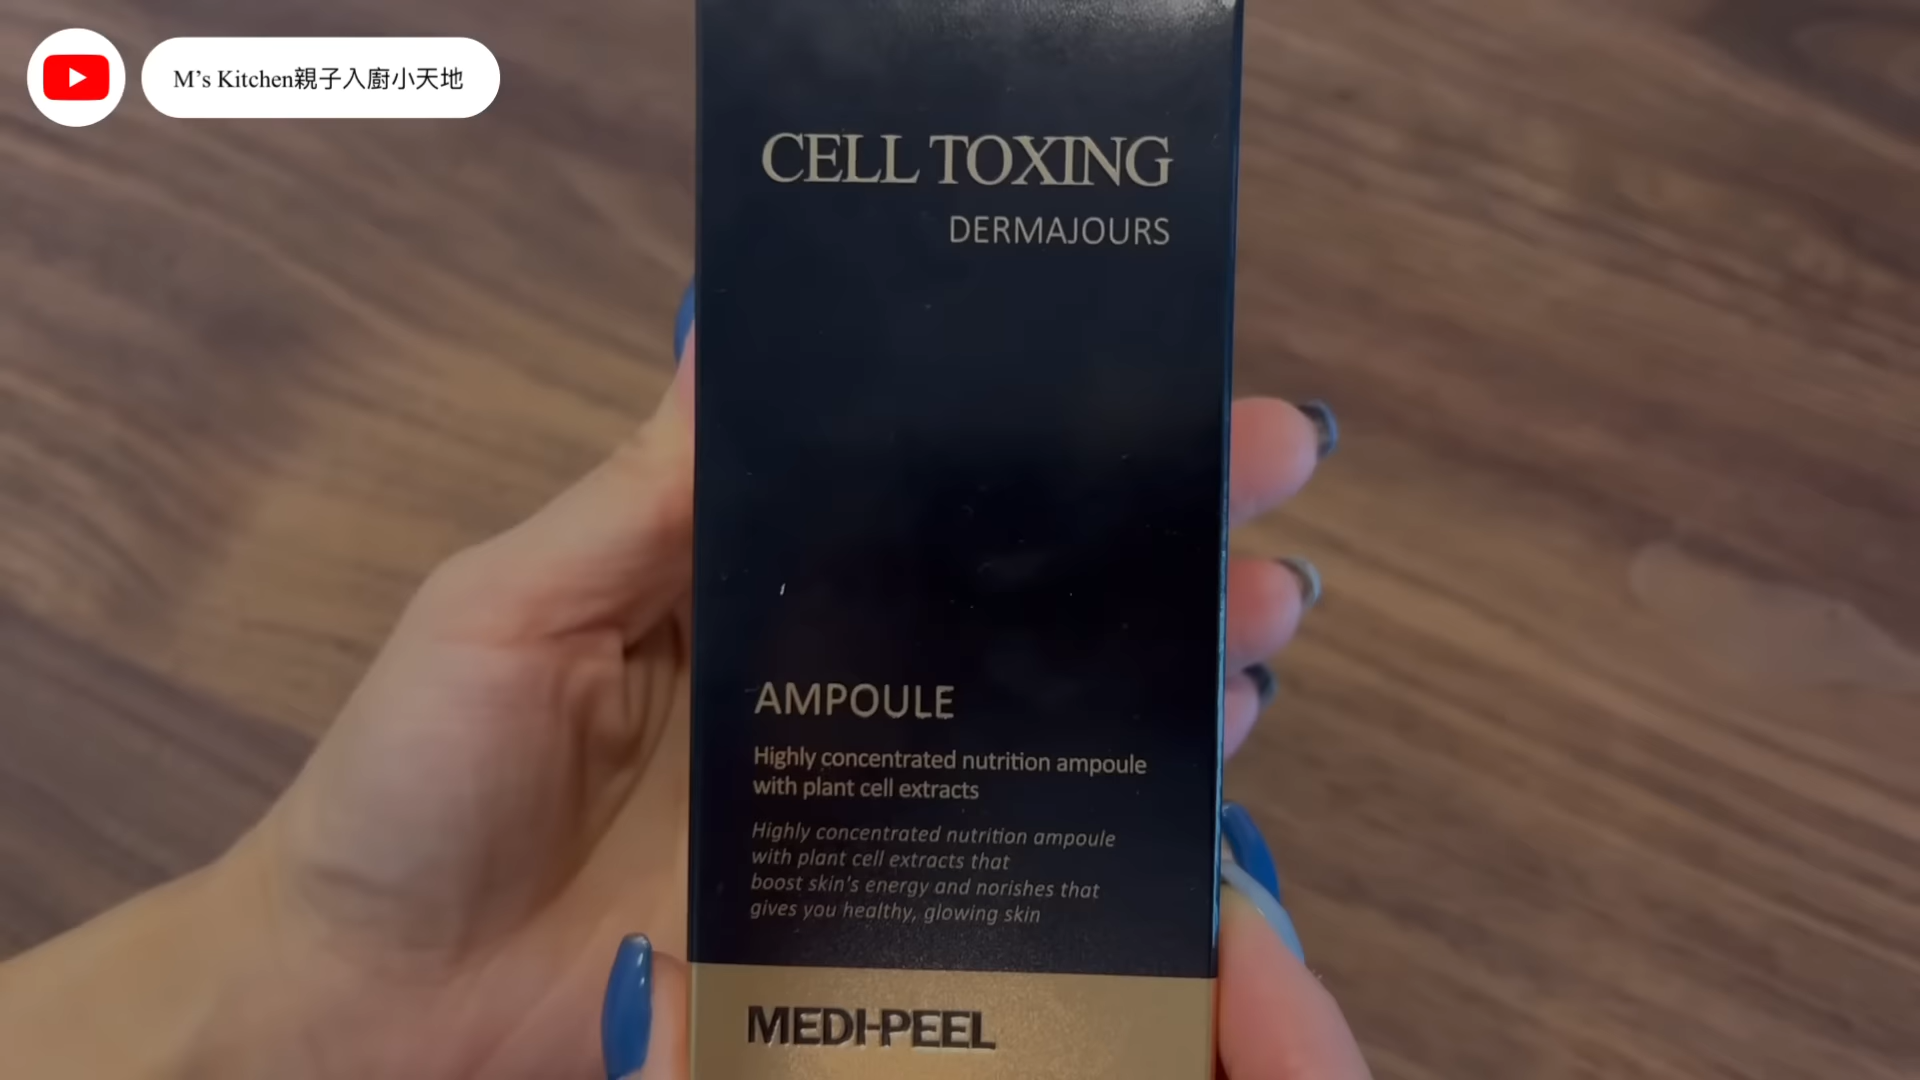 M’s Kitchen親子入廚小天地
CELL TOXING
DERMAJOURS
AMPOULE
Highly concentrated nutrition ampoule
with plant cell extracts
Highly concentrated nutrition ampoule
with plant cell extracts that
boost skin's energy and norishes that
gives you healthy, glowing skin
MEDI-PEEL